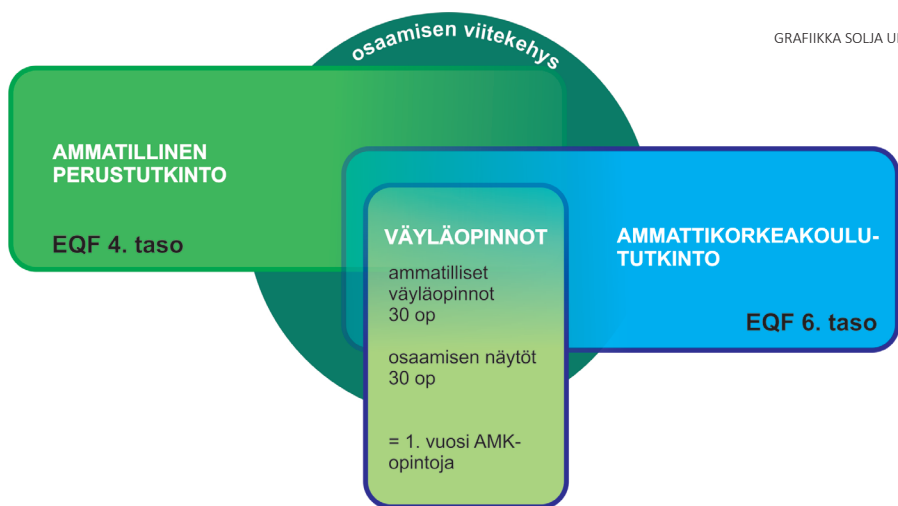 osaamisen viitekehys
GRAFIIKKA SOLJA
AMMATILLINEN
PERUSTUTKINTO
EQF 4. taso
VÄYLÄOPINNOT
ammatilliset
väyläopinnot
30 op
osaamisen näytöt
30 op
= 1. vuosi AMK-
opintoja
AMMATTIKORKEAKOULU-
TUTKINTO
EQF 6. taso